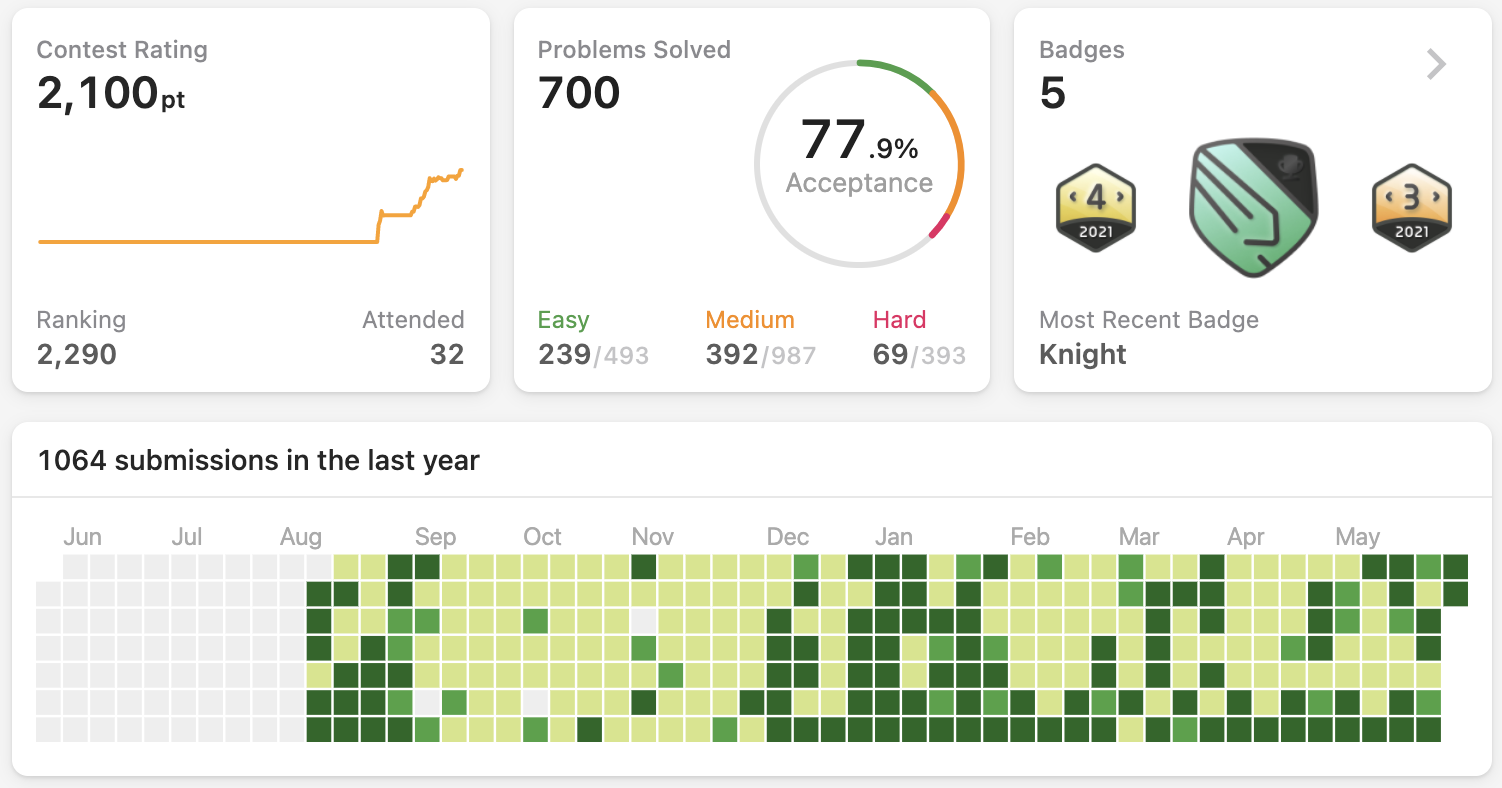 Contest Rating
2,100pt
Ranking
2,290
Attended
32
Problems Solved
700
77.9%
Acceptance
Easy
239/493
Medium
392/987
Hard
69/393
Badges
5
‹ 4 ›
2021
‹ 3 ›
2021
Most Recent Badge
Knight
1064 submissions in the last year
Jun Jul Aug Sep Oct Nov Dec Jan Feb Mar Apr May